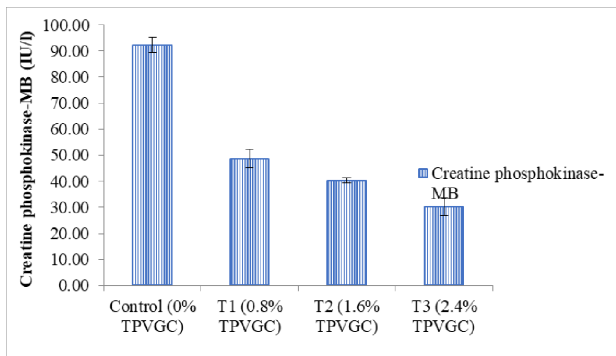 Creatine phosphokinase-MB (IU/l)
100.00
90.00
80.00
70.00
60.00
50.00
40.00
30.00
20.00
10.00
0.00
Control (0%
TPVGC)
T1 (0.8%
TPVGC)
T2 (1.6%
TPVGC)
T3 (2.4%
TPVGC)
Creatine phosphokinase-
MB